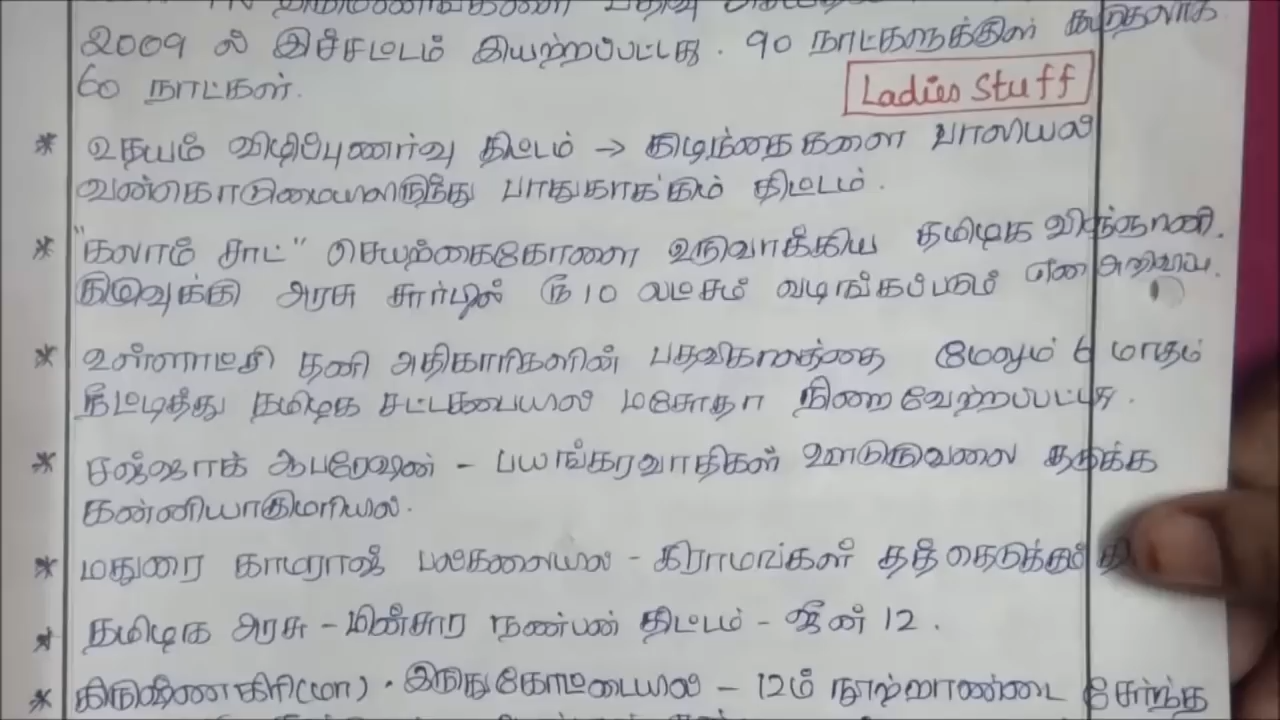 2009 ல் இச்சட்டம் இயற்றப்பட்டது. 90 நாட்களுக்குள் கூடுதலாக
60 நாட்கள்.
Ladies Stuff
* உதயம் விழிப்புணர்வு திட்டம் → குழந்தைகளை பாலியல்
வன்கொடுமையிலிருந்து பாதுகாக்கும் திட்டம்.
* "கலாம் சாட்" செயற்கைகோளை உருவாக்கிய தமிழக விஞ்ஞானி.
குழுவுக்கு அரசு சார்பில் ரூ 10 லட்சம் வழங்கப்படும் என அறிவிப்பு.
* உள்ளாட்சி தனி அதிகாரிகளின் பதவிகாலத்தை மேலும் 6 மாதம்
நீட்டித்து தமிழக சட்டசபையில் மசோதா நிறைவேற்றப்பட்டது.
* சஜ்ஜாக் ஆபரேஷன் - பயங்கரவாதிகள் ஊடுருவலை தடுக்க
கன்னியாகுமரியில்.
* மதுரை காமராஜ் பல்கலையில் - கிராமங்கள் தத்தெடுக்கும் தி
* தமிழக அரசு - மின்சார நண்பன் திட்டம் - ஜீன் 12.
* கிருஷ்ணகிரி (மா). இருதுகோட்டையில் - 12ம் நூற்றாண்டை சேர்ந்த